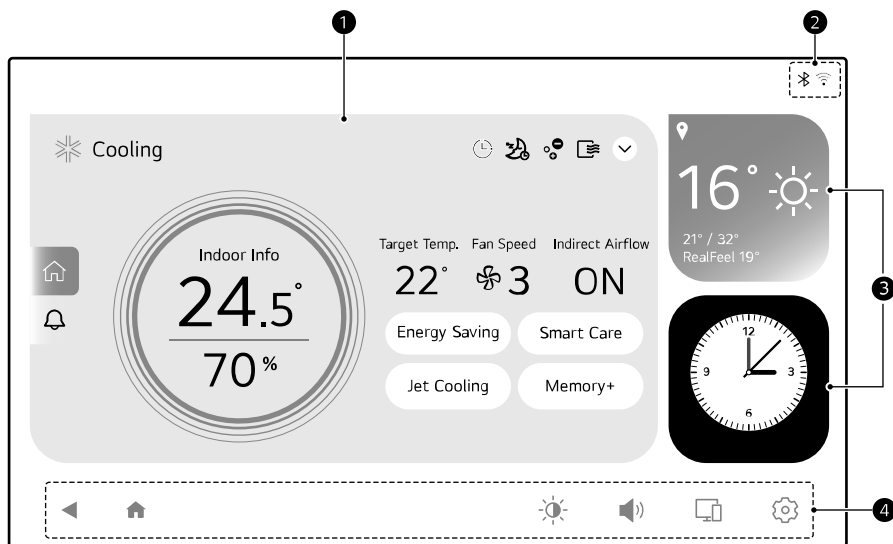 1
2
Cooling
16°
21° / 32°
RealFeel 19°
3
Indoor Info
24.5°
70%
Target Temp.
Fan Speed
Indirect Airflow
22°
3
ON
Energy Saving
Smart Care
Jet Cooling
Memory+
12
9
3
6
4